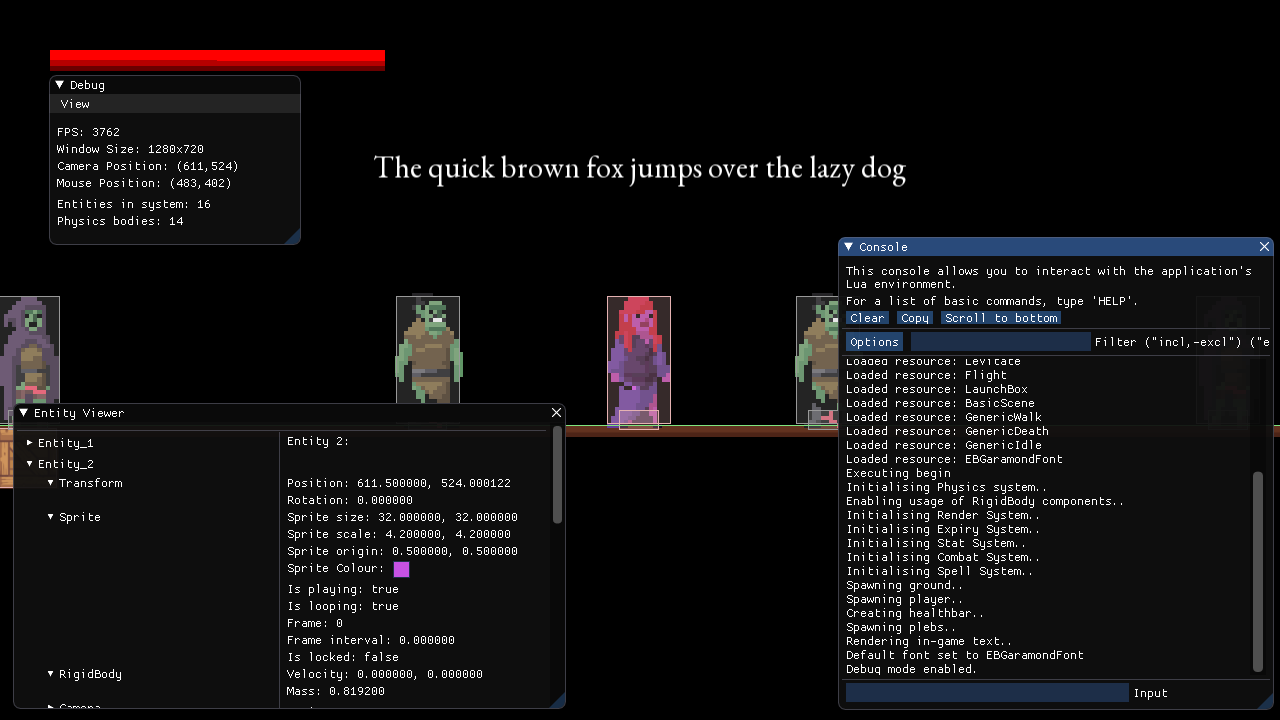 Debug
View
FPS: 3762
Window Size: 1280x720
Camera Position: (611,524)
Mouse Position: (483,402)
Entities in system: 16
Physics bodies: 14
The quick brown fox jumps over the lazy dog
Entity Viewer
Entity_1
Entity_2
Transform
Sprite
RigidBody
Camera
Entity 2:
Position: 611.500000, 524.000122
Rotation: 0.000000
Sprite size: 32.000000, 32.000000
Sprite scale: 4.200000, 4.200000
Sprite origin: 0.500000, 0.500000
Sprite Colour:
Is playing: true
Is looping: true
Frame: 0
Frame interval: 0.000000
Is locked: false
Velocity: 0.000000, 0.000000
Mass: 0.819200
Console
This console allows you to interact with the application's
Lua environment.
For a list of basic commands, type 'HELP'.
Clear Copy Scroll to bottom
Options Filter ("incl,-excl") ("e
Loaded resource: Levitate
Loaded resource: Flight
Loaded resource: LaunchBox
Loaded resource: BasicScene
Loaded resource: GenericWalk
Loaded resource: GenericDeath
Loaded resource: GenericIdle
Loaded resource: EBGaramondFont
Executing begin
Initialising Physics system..
Enabling usage of RigidBody components..
Initialising Render System..
Initialising Expiry System..
Initialising Stat System..
Initialising Combat System..
Initialising Spell System..
Spawning ground..
Spawning player..
Creating healthbar..
Spawning plebs..
Rendering in-game text..
Default font set to EBGaramondFont
Debug mode enabled.
Input